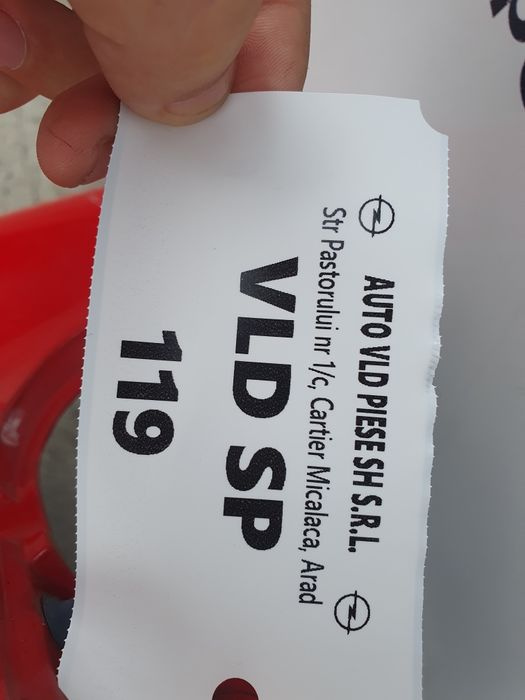 AUTO VLD PIESE SH S.R.L.
Str Pastorului nr 1/c, Cartier Micalaca, Arad
VLD SP
119